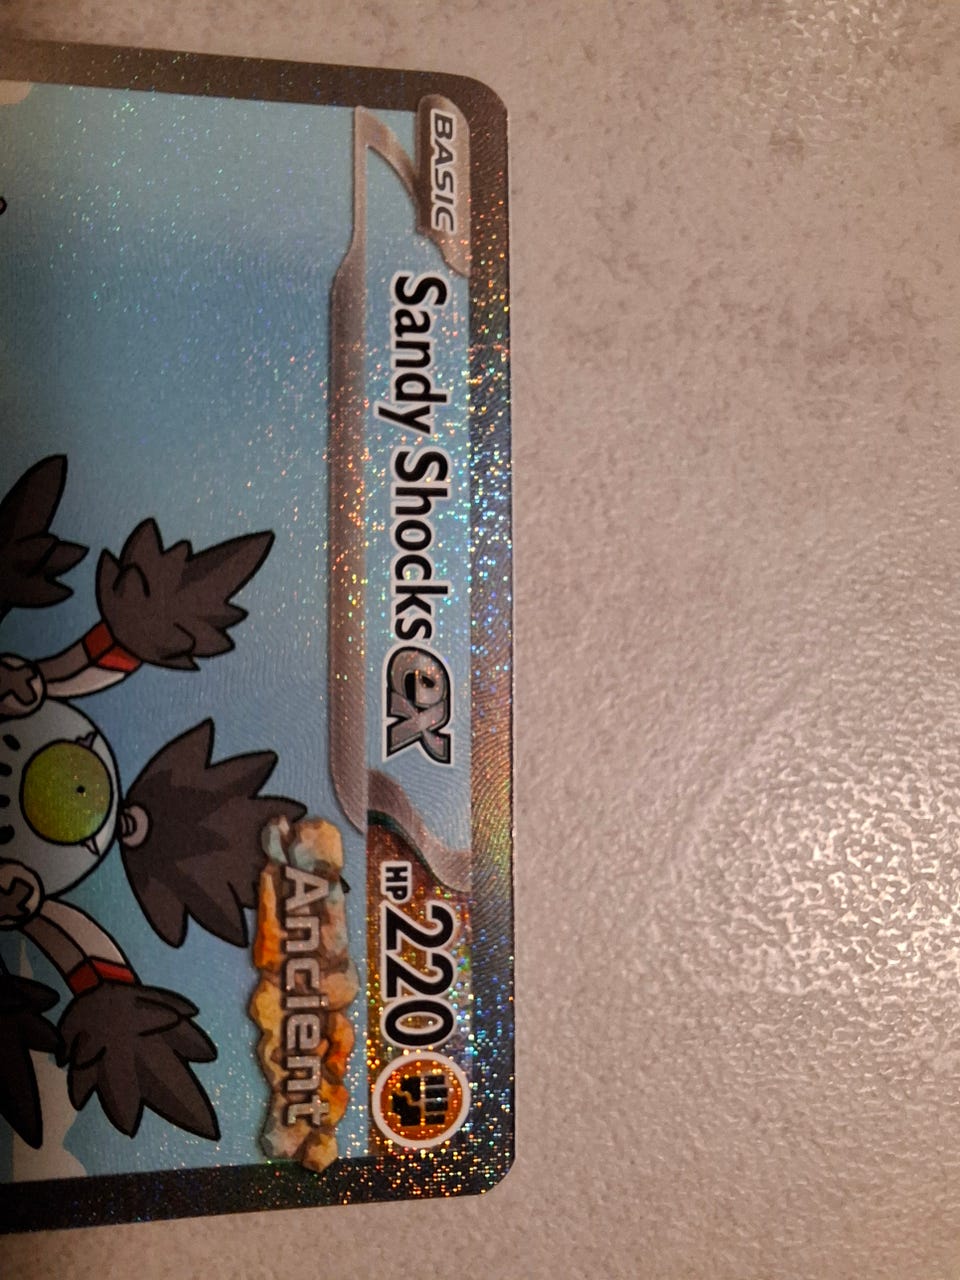 BASIC
Sandy Shocks ex
HP 220
Ancient